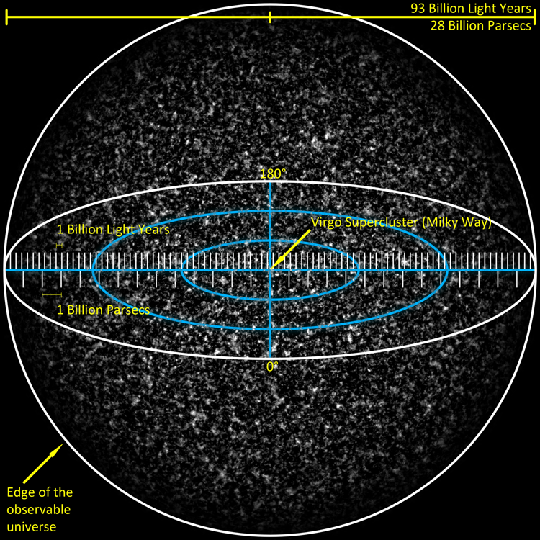 93 Billion Light Years
28 Billion Parsecs
180°
Virgo Supercluster (Milky Way)
1 Billion Light Years
1 Billion Parsecs
0°
Edge of the
observable
universe